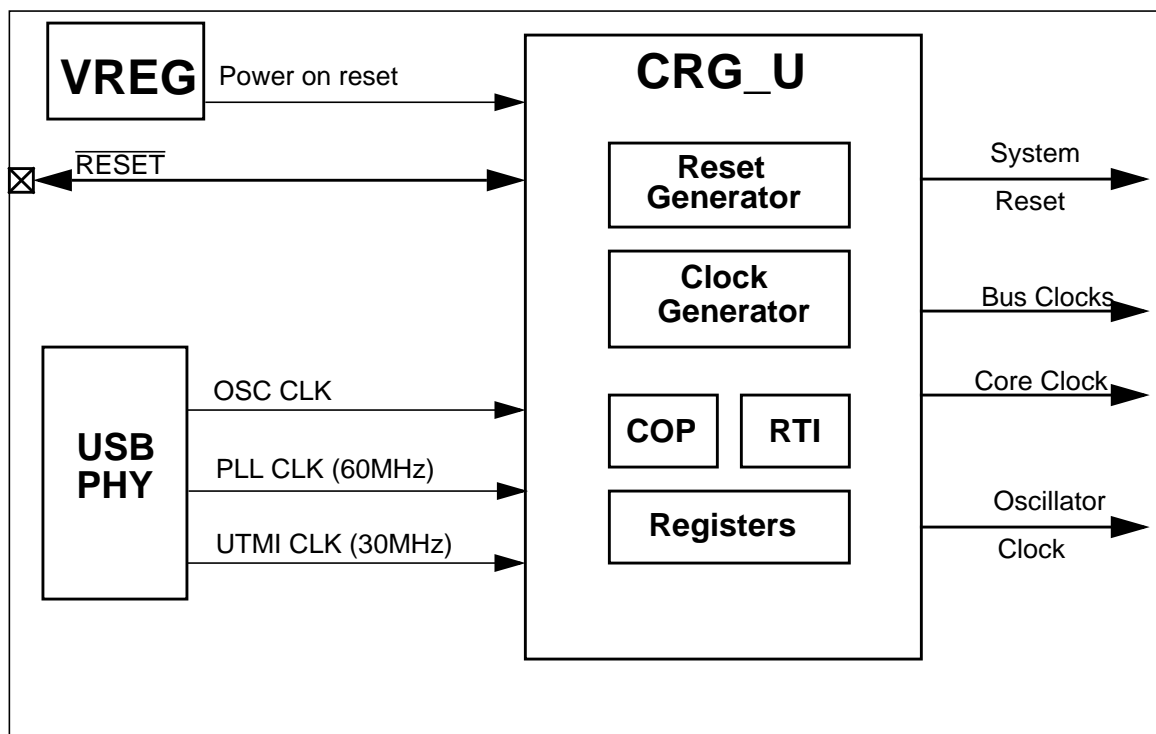 VREG
Power on reset
CRG_U
RESET
Reset
Generator
System
Reset
Clock
Generator
Bus Clocks
OSC CLK
Core Clock
COP
RTI
USB
PHY
PLL CLK (60MHz)
Registers
Oscillator
Clock
UTMI CLK (30MHz)